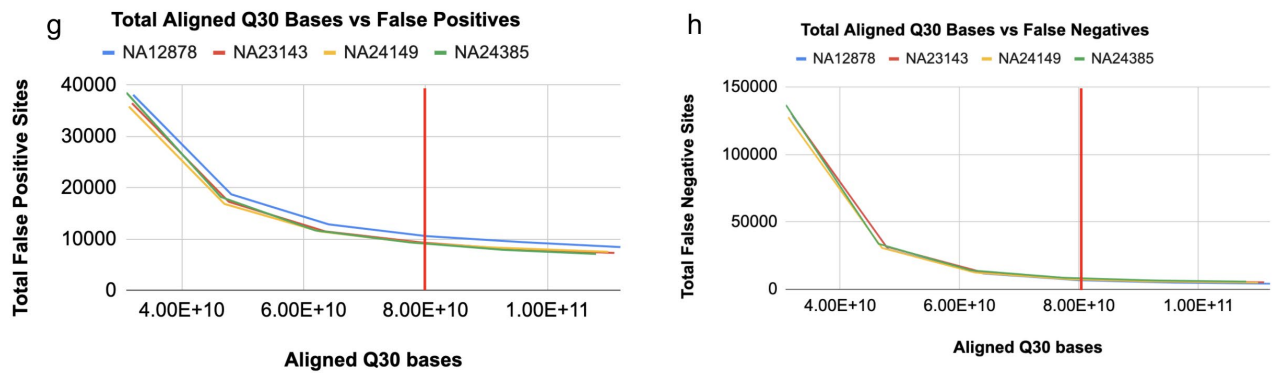 g
Total Aligned Q30 Bases vs False Positives
NA12878 NA23143 NA24149 NA24385
Total False Positive Sites
40000
30000
20000
10000
0
4.00E+10 6.00E+10 8.00E+10 1.00E+11
Aligned Q30 bases
h
Total Aligned Q30 Bases vs False Negatives
NA12878 NA23143 NA24149 NA24385
Total False Negative Sites
150000
100000
50000
0
4.00E+10 6.00E+10 8.00E+10 1.00E+11
Aligned Q30 bases